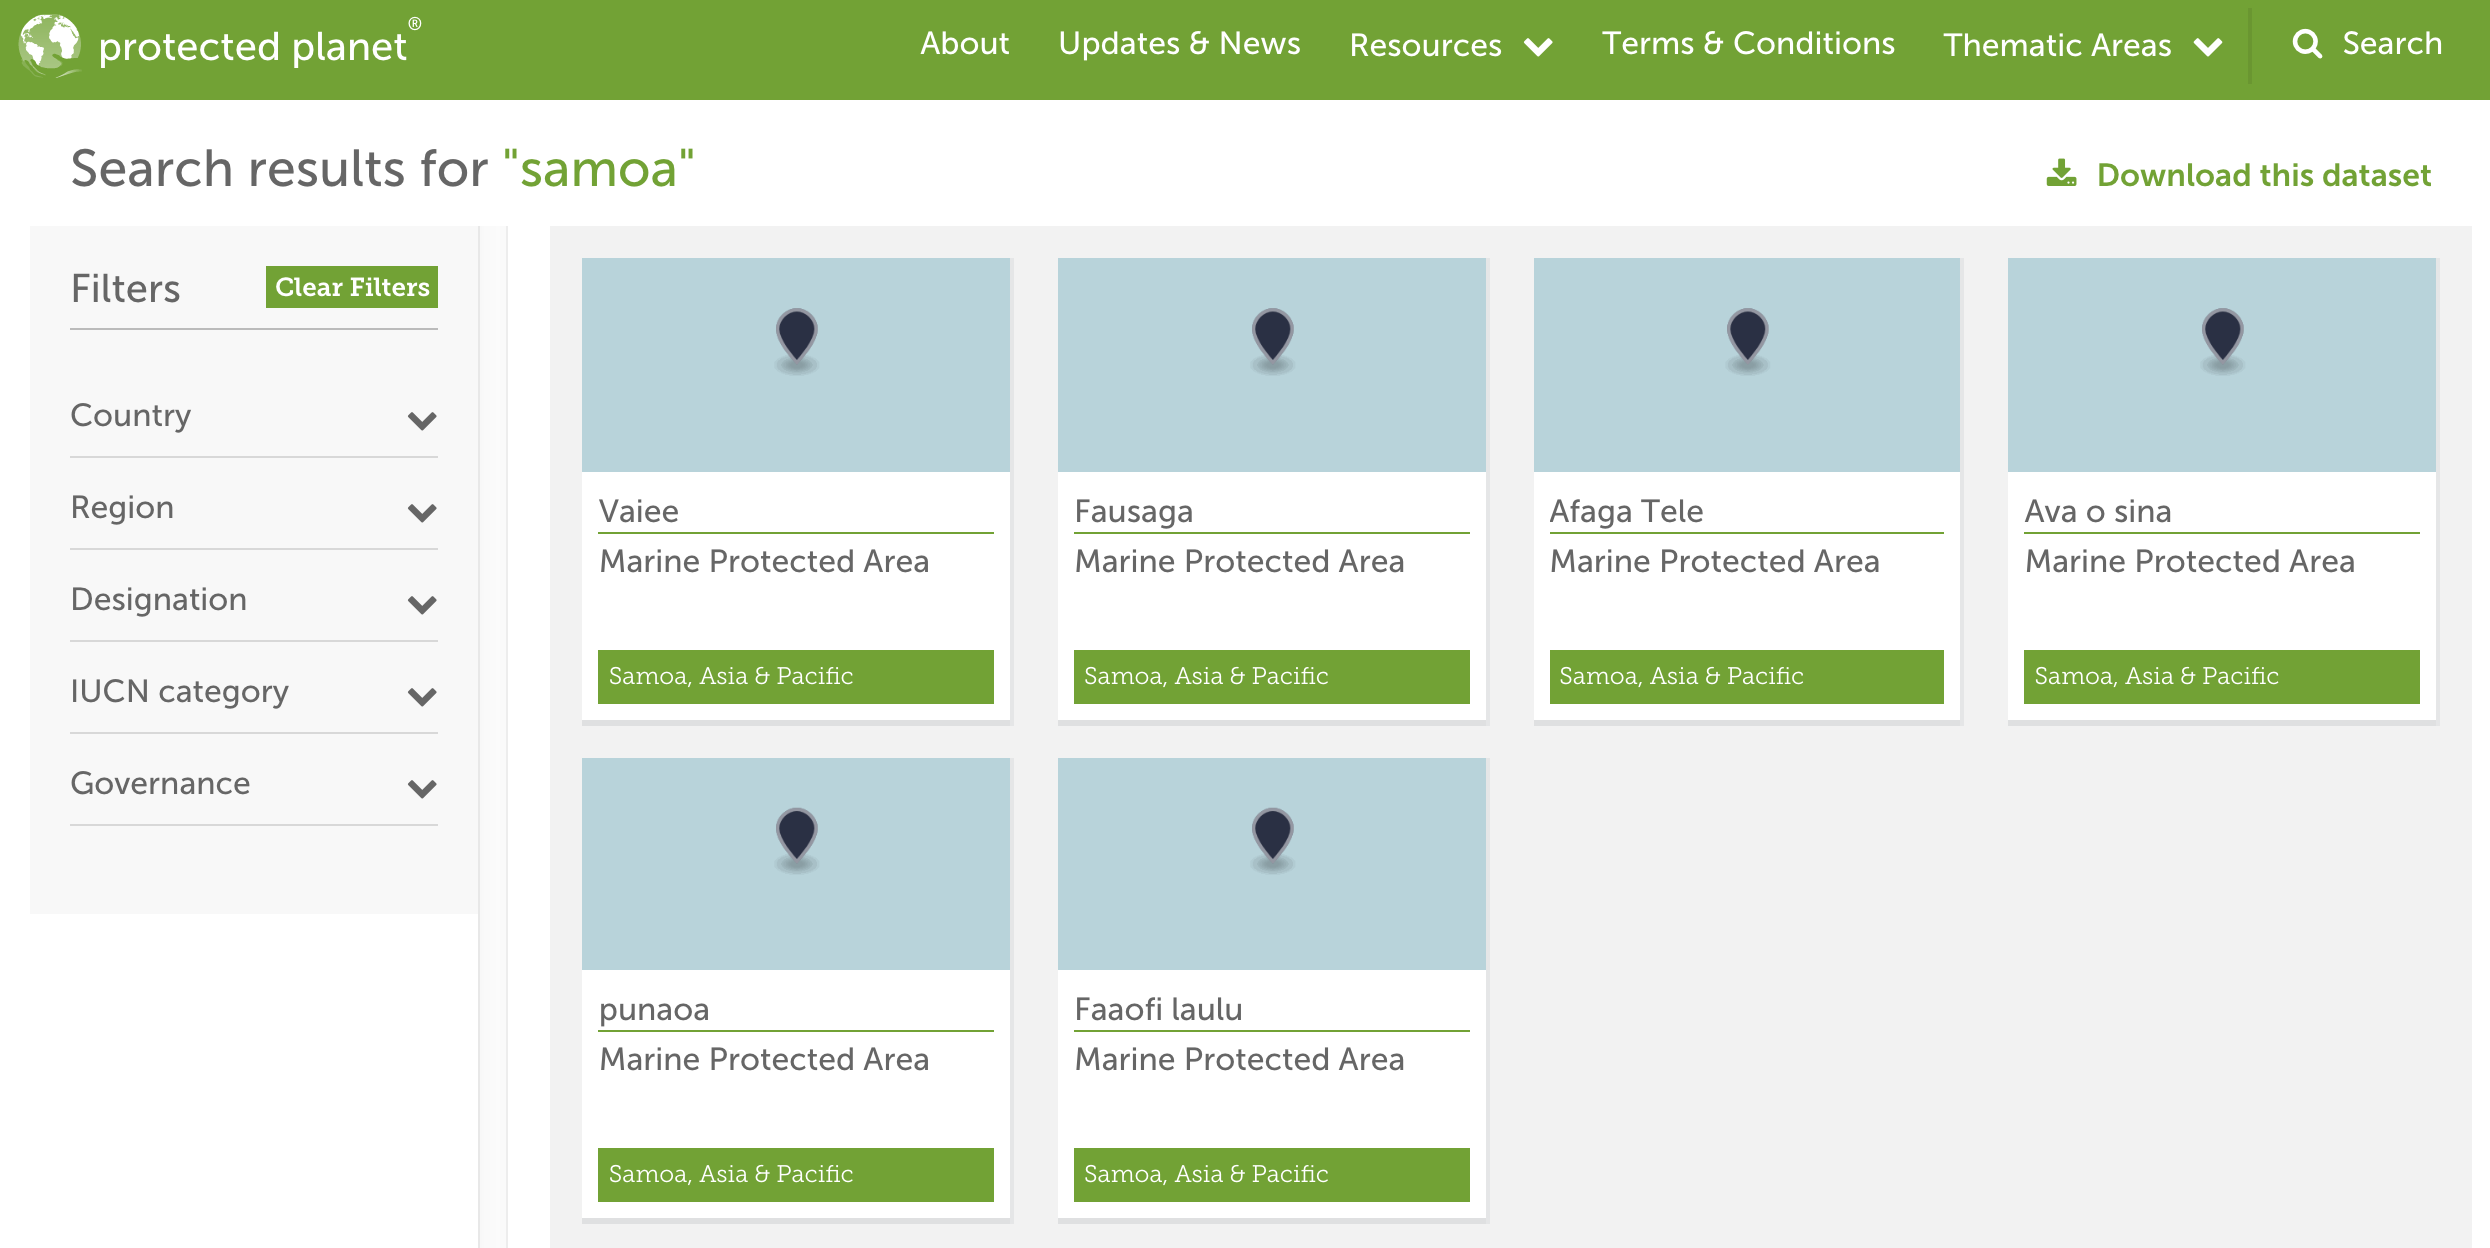 protected planet®
About Updates & News Resources Terms & Conditions Thematic Areas Search
Search results for "samoa"
Download this dataset
Filters
Clear Filters
Country
Region
Designation
IUCN category
Governance
Vaiee
Marine Protected Area
Samoa, Asia & Pacific
Fausaga
Marine Protected Area
Samoa, Asia & Pacific
Afaga Tele
Marine Protected Area
Samoa, Asia & Pacific
Ava o sina
Marine Protected Area
Samoa, Asia & Pacific
punaoa
Marine Protected Area
Samoa, Asia & Pacific
Faaofi laulu
Marine Protected Area
Samoa, Asia & Pacific